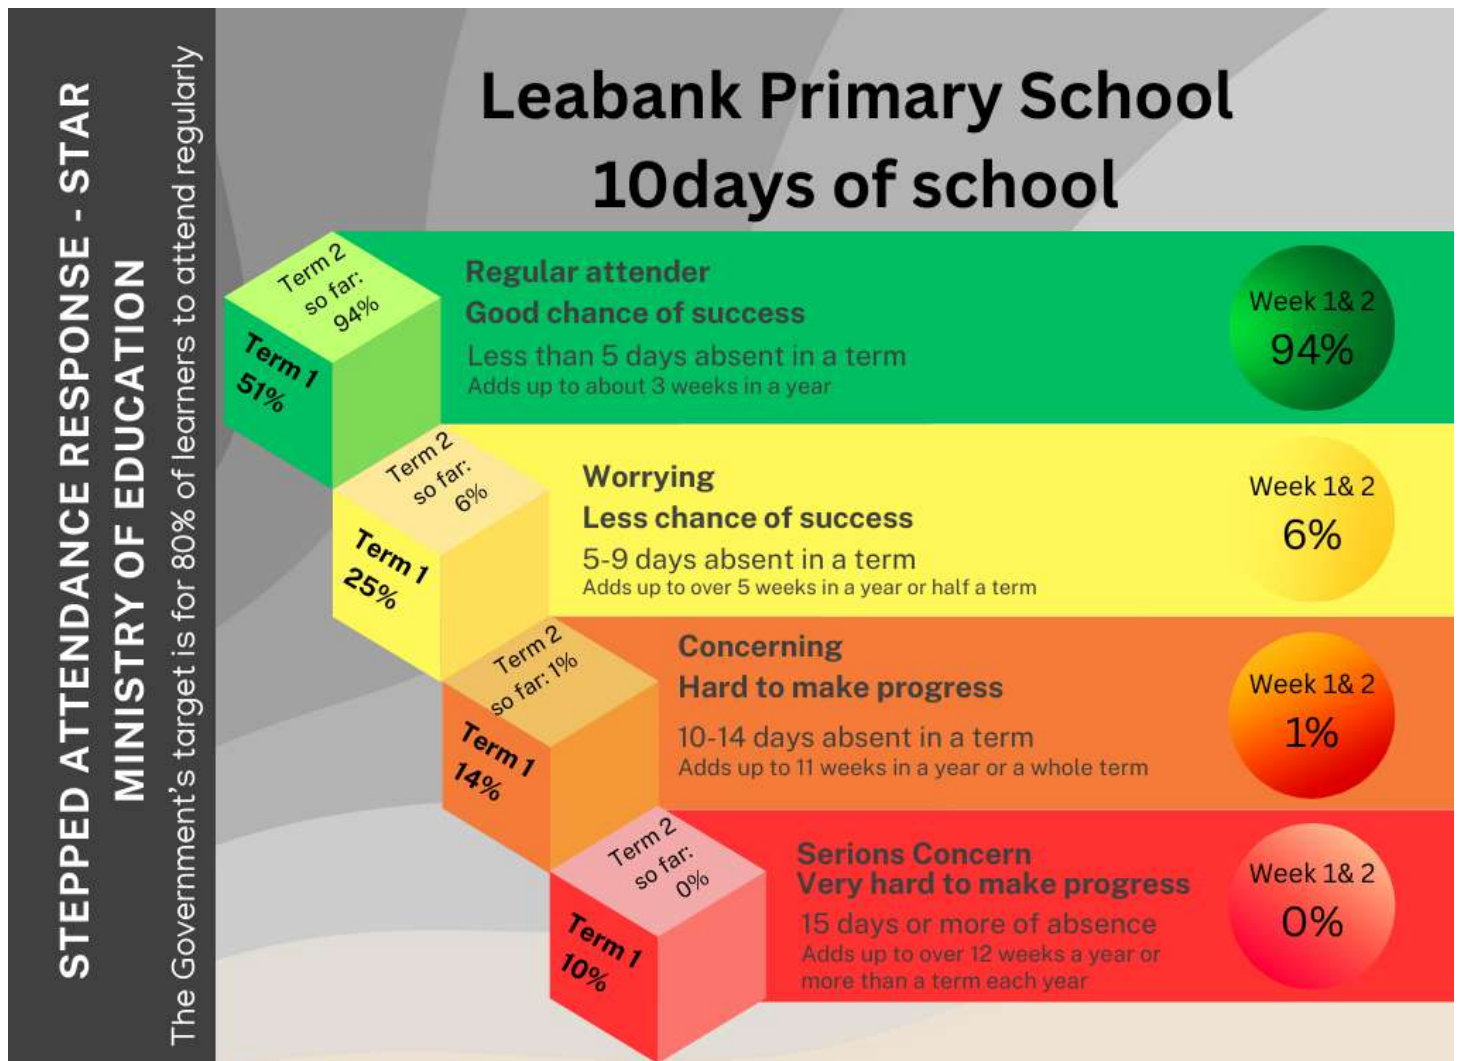 STEPPED ATTENDANCE RESPONSE - STAR
MINISTRY OF EDUCATION
The Government's target is for 80% of learners to attend regularly
Leabank Primary School
10days of school
Term 2
so far:
94%
Term 1
51%
Regular attender
Good chance of success
Less than 5 days absent in a term
Adds up to about 3 weeks in a year
Week 1& 2
94%
Term 2
so far:
6%
Term 1
25%
Worrying
Less chance of success
5-9 days absent in a term
Adds up to over 5 weeks in a year or half a term
Week 1& 2
6%
Term 2
so far: 1%
Term 1
14%
Concerning
Hard to make progress
10-14 days absent in a term
Adds up to 11 weeks in a year or a whole term
Week 1& 2
1%
Term 2
so far:
0%
Term 1
10%
Serions Concern
Very hard to make progress
15 days or more of absence
Adds up to over 12 weeks a year or
more than a term each year
Week 1& 2
0%